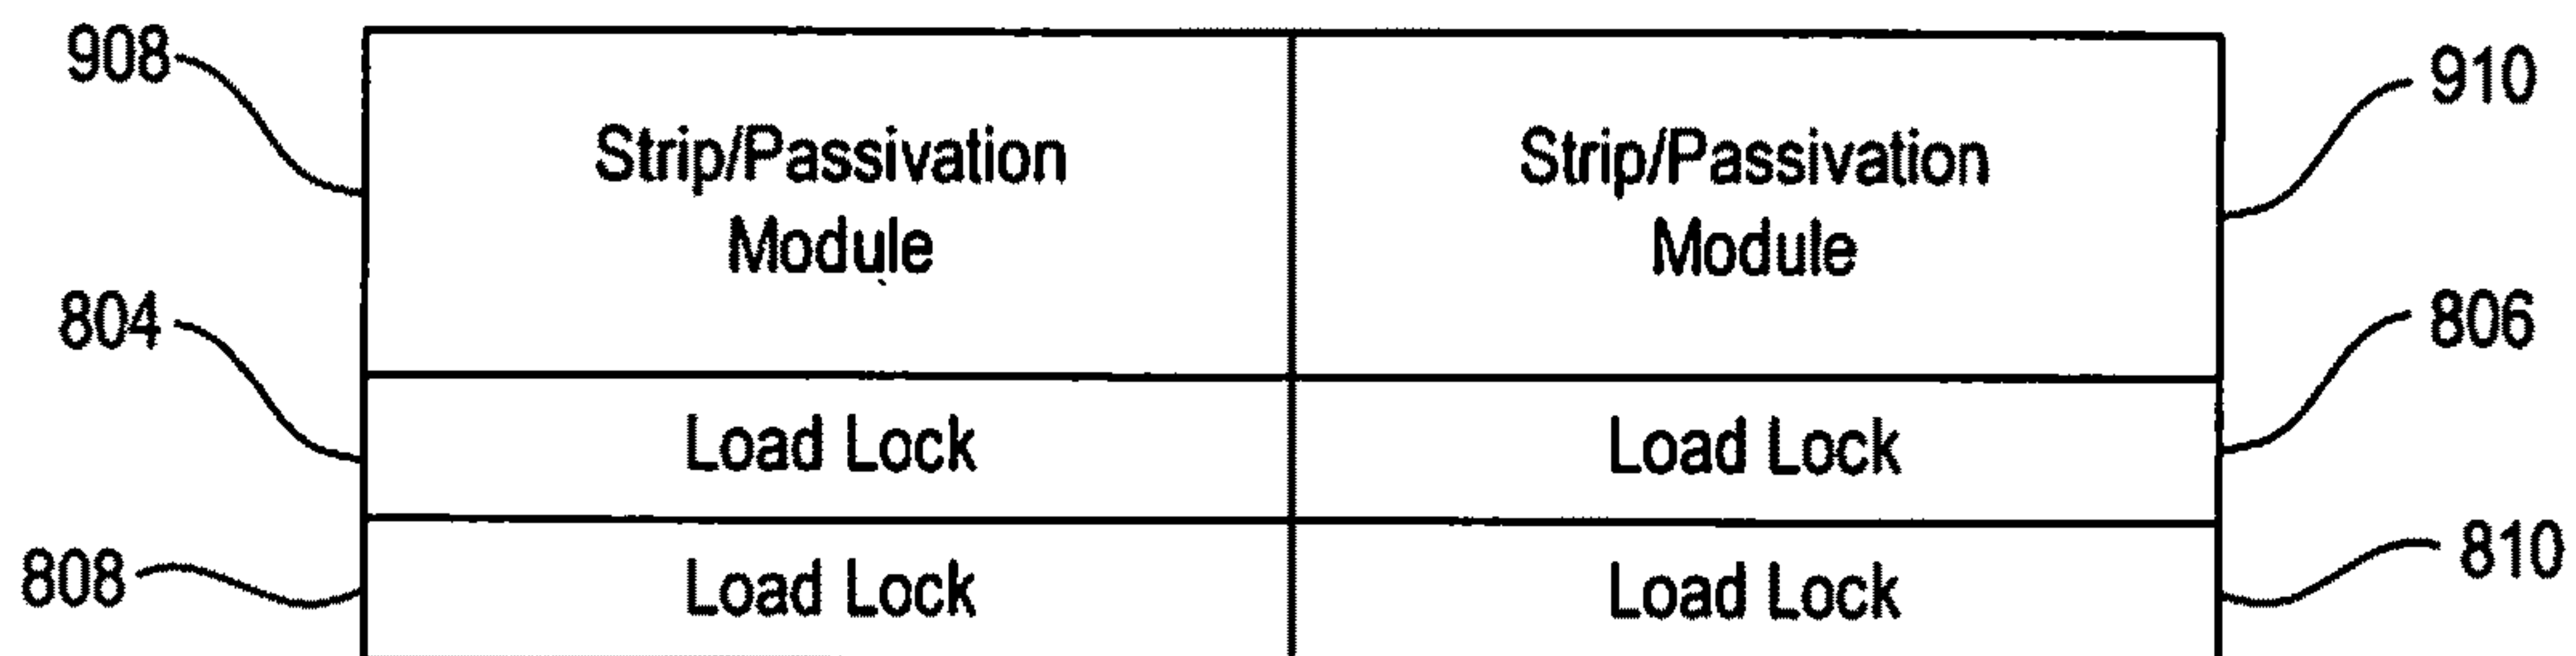 908
910
Strip/Passivation
Module
Strip/Passivation
Module
804
806
Load Lock
Load Lock
808
810
Load Lock
Load Lock